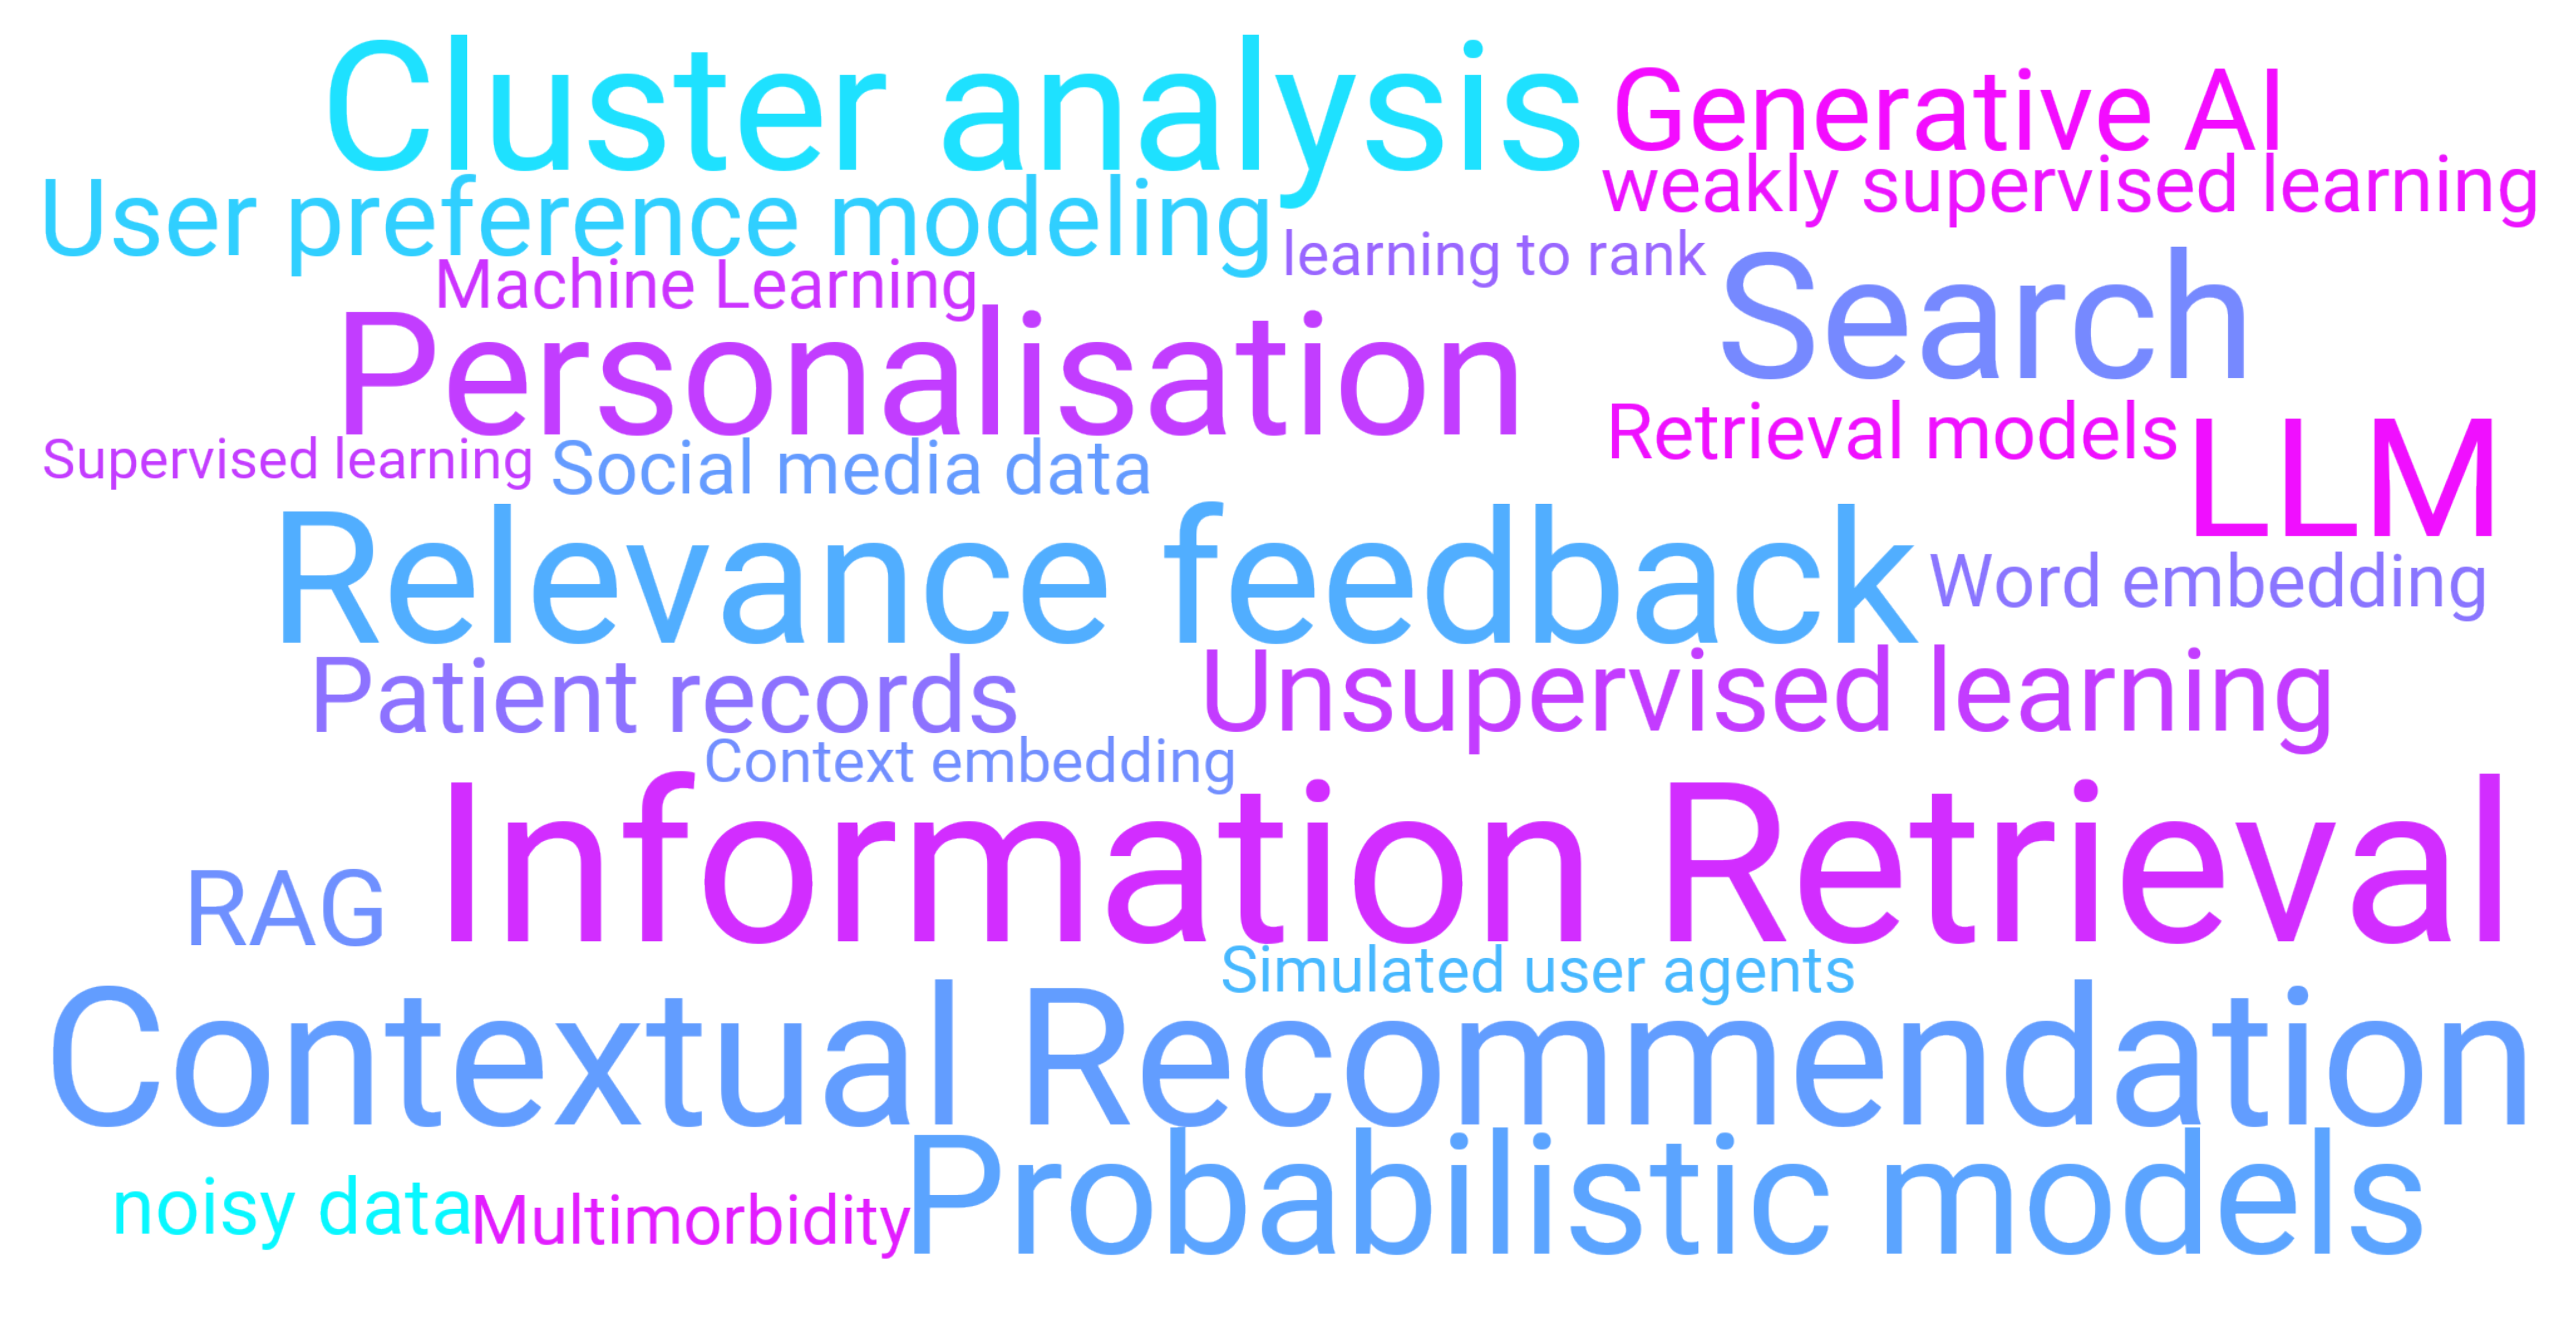 Cluster analysis
Generative AI
weakly supervised learning
User preference modeling
learning to rank
Machine Learning
Search
Personalisation
Retrieval models
LLM
Supervised learning
Social media data
Relevance feedback
Word embedding
Patient records
Unsupervised learning
Context embedding
Information Retrieval
RAG
Simulated user agents
Contextual Recommendation
Probabilistic models
noisy data
Multimorbidity